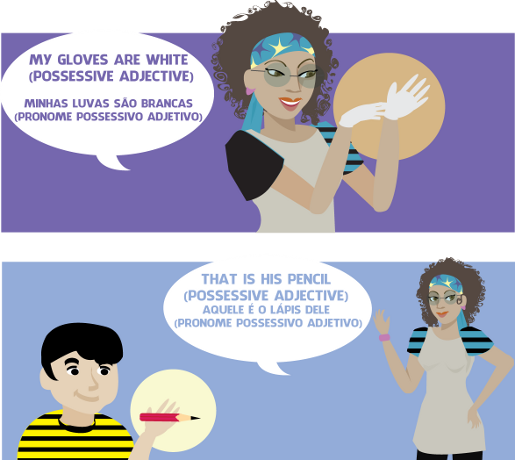 MY GLOVES ARE WHITE
(POSSESSIVE ADJECTIVE)
MINHAS LUVAS SÃO BRANCAS
(PRONOME POSSESSIVO ADJETIVO)
THAT IS HIS PENCIL
(POSSESSIVE ADJECTIVE)
AQUELE É O LÁPIS DELE
(PRONOME POSSESSIVO ADJETIVO)